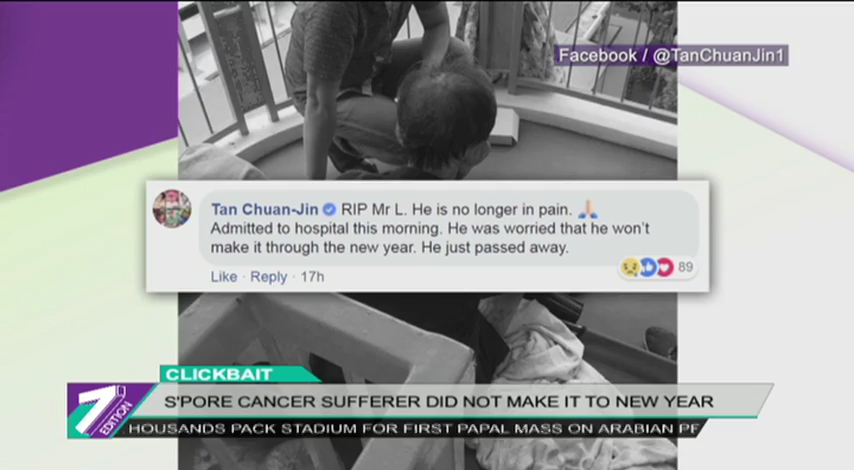 Facebook / @TanChuanJin1
Tan Chuan-Jin RIP Mr L. He is no longer in pain. 🙏🏼
Admitted to hospital this morning. He was worried that he won't
make it through the new year. He just passed away.
89
Like · Reply · 17h
CLICKBAIT
7
EDITION
S'PORE CANCER SUFFERER DID NOT MAKE IT TO NEW YEAR
HOUSANDS PACK STADIUM FOR FIRST PAPAL MASS ON ARABIAN PE